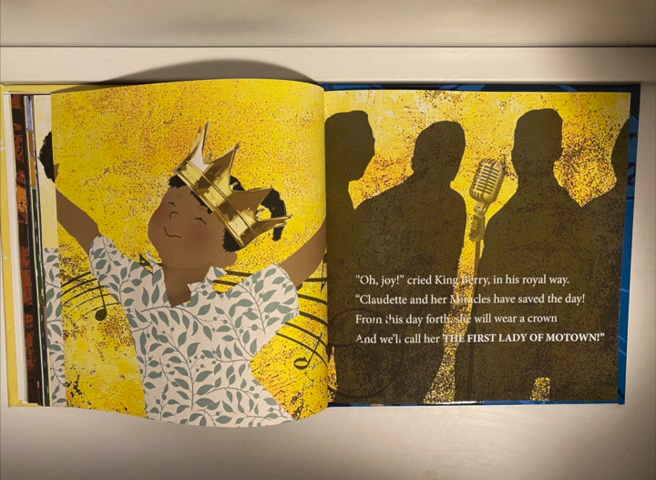 "Oh, joy!" cried King Berry, in his royal way.
"Claudette and her Miracles have saved the day!
From this day forth, she will wear a crown
And we'll call her THE FIRST LADY OF MOTOWN!"